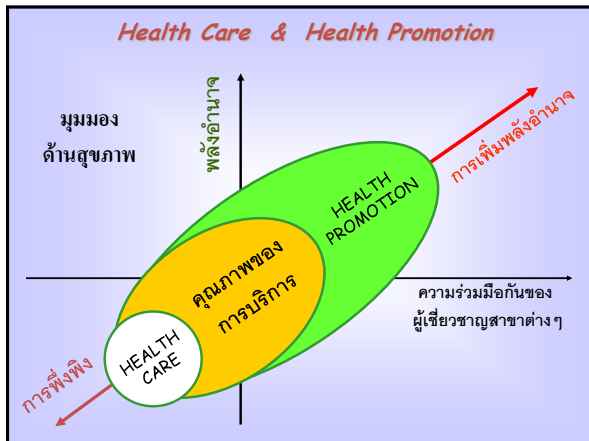 Health Care & Health Promotion
มุมมอง
ด้านสุขภาพ
พลังอำนาจ
การเพิ่มพลังอำนาจ
HEALTH
PROMOTION
คุณภาพของ
การบริการ
ความร่วมมือกันของ
ผู้เชี่ยวชาญสาขาต่างๆ
HEALTH
CARE
การพึ่งพิง